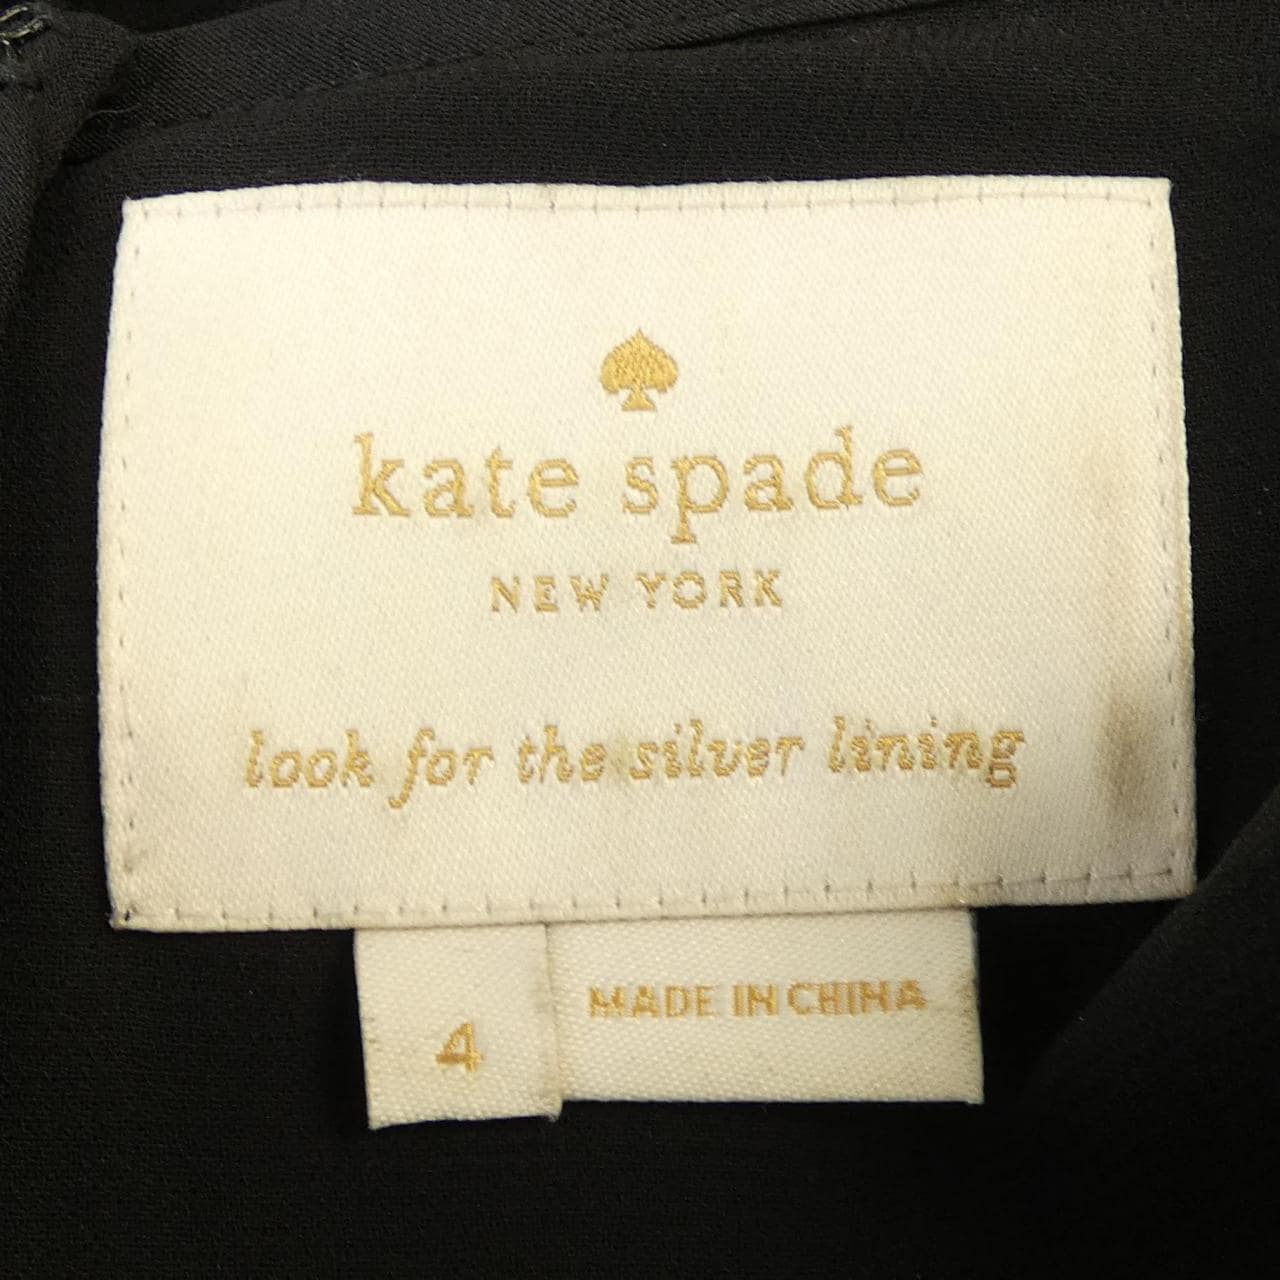 kate spade
NEW YORK
look for the silver lining
4
MADE IN CHINA